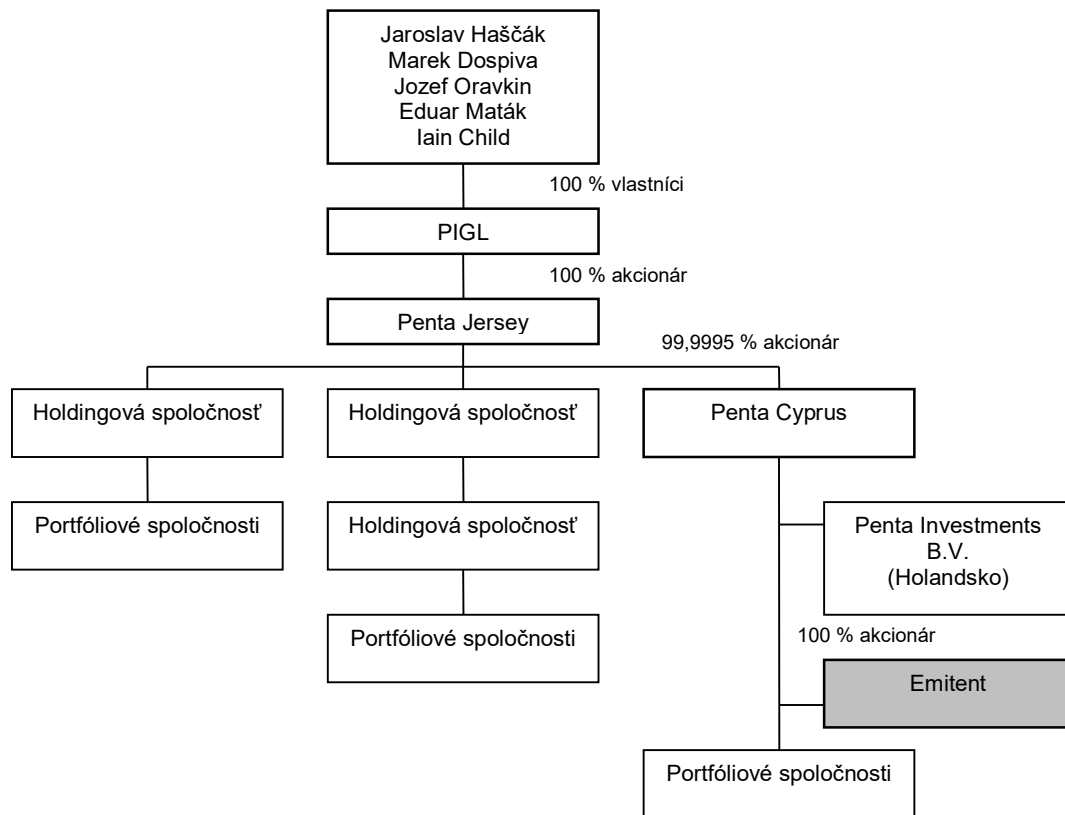 Jaroslav Haščák
Marek Dospiva
Jozef Oravkin
Eduar Maták
Iain Child
100 % vlastníci
PIGL
100 % akcionár
Penta Jersey
99,9995 % akcionár
Holdingová spoločnosť
Holdingová spoločnosť
Penta Cyprus
Portfóliové spoločnosti
Holdingová spoločnosť
Penta Investments
B.V.
(Holandsko)
Portfóliové spoločnosti
100 % akcionár
Emitent
Portfóliové spoločnosti